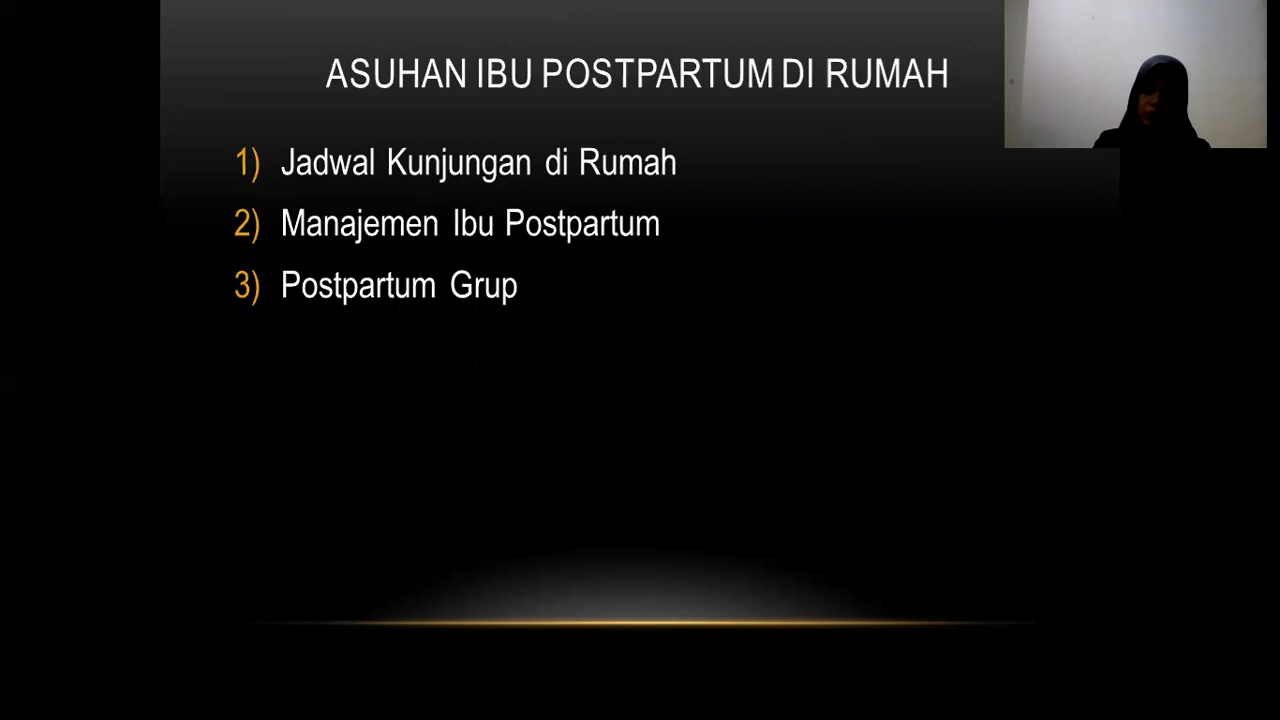 ASUHAN IBU POSTPARTUM DI RUMAH
1) Jadwal Kunjungan di Rumah
2) Manajemen Ibu Postpartum
3) Postpartum Grup